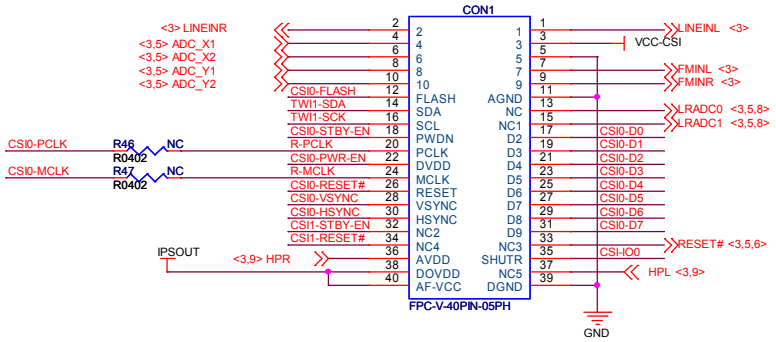 CON1
<3> LINEINR 2 2 1 1 LINEINL <3>
<3,5> ADC_X1 4 4 3 3 VCC-CSI
<3,5> ADC_X2 6 6 5 5
<3,5> ADC_Y1 8 8 7 7 FMINL <3>
<3,5> ADC_Y2 10 10 9 9 FMINR <3>
CSI0-FLASH 12 FLASH AGND 11
TWI1-SDA 14 SDA NC 13 LRADC0 <3,5,8>
TWI1-SCK 16 SCL NC1 15 LRADC1 <3,5,8>
CSI0-STBY-EN 18 PWDN D2 17 CSI0-D0
CSI0-PCLK R46 NC R-PCLK 20 PCLK D3 19 CSI0-D1
R0402 CSI0-PWR-EN 22 DVDD D4 21 CSI0-D2
CSI0-MCLK R47 NC R-MCLK 24 MCLK D5 23 CSI0-D3
R0402 CSI0-RESET# 26 RESET D6 25 CSI0-D4
CSI0-VSYNC 28 VSYNC D7 27 CSI0-D5
CSI0-HSYNC 30 HSYNC D8 29 CSI0-D6
CSI1-STBY-EN 32 NC2 D9 31 CSI0-D7
CSI1-RESET# 34 NC4 NC3 33 RESET# <3,5,6>
IPSOUT <3,9> HPR 36 AVDD SHUTR 35 CSI-IO0
38 DOVDD NC5 37 HPL <3,9>
40 AF-VCC DGND 39
FPC-V-40PIN-05PH
GND